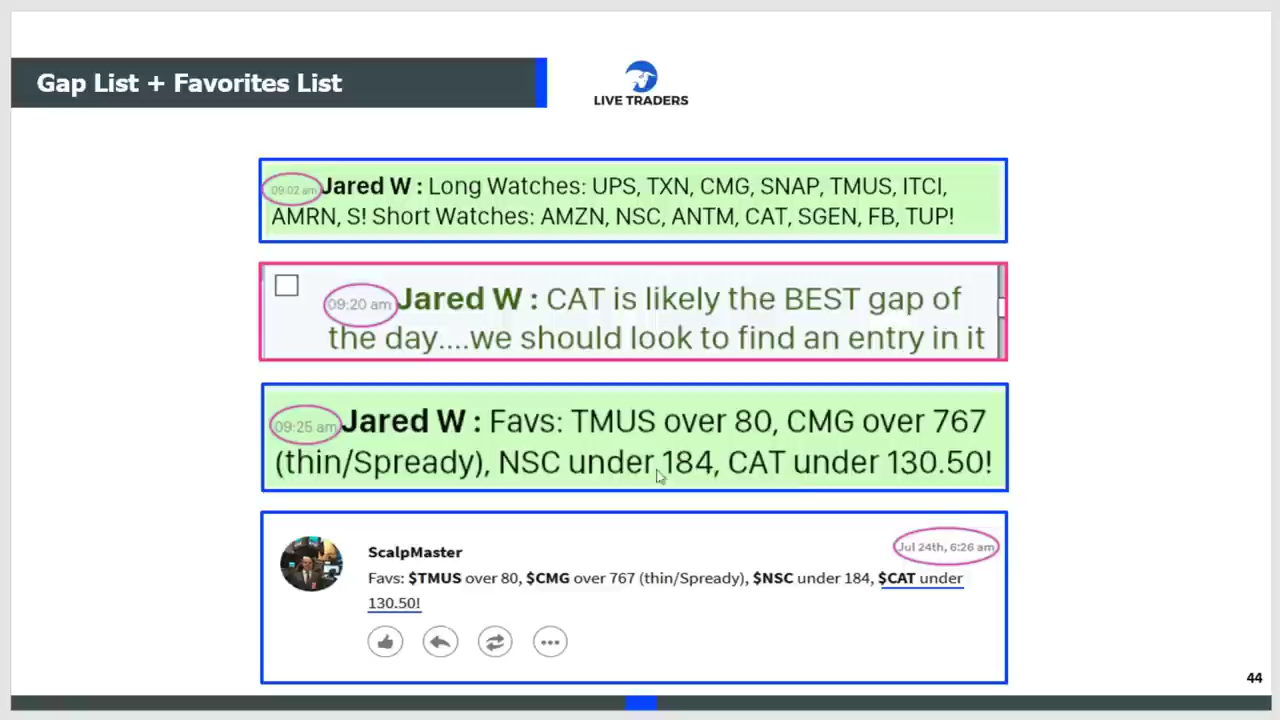 Gap List + Favorites List
LIVE TRADERS
09:02 am Jared W : Long Watches: UPS, TXN, CMG, SNAP, TMUS, ITCI,
AMRN, S! Short Watches: AMZN, NSC, ANTM, CAT, SGEN, FB, TUP!
09:20 am Jared W : CAT is likely the BEST gap of
the day....we should look to find an entry in it
09:25 am Jared W : Favs: TMUS over 80, CMG over 767
(thin/Spready), NSC under 184, CAT under 130.50!
ScalpMaster
Jul 24th, 6:26 am
Favs: $TMUS over 80, $CMG over 767 (thin/Spready), $NSC under 184, $CAT under
130.50!
44